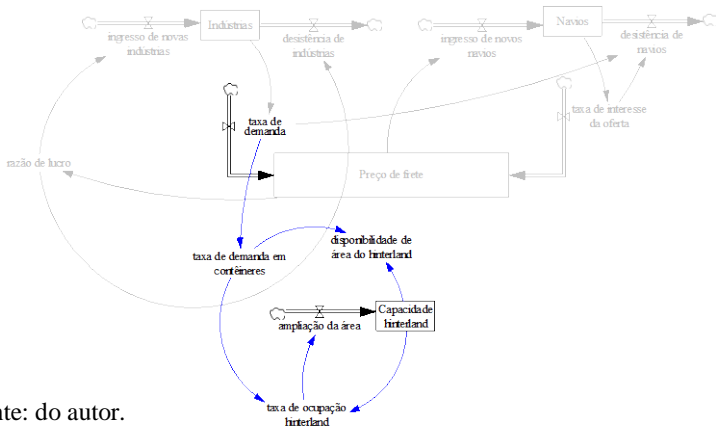 Indústrias
Navios
ingresso de novas
indústrias
desistência de
indústrias
ingresso de novos
navios
desistência de
navios
taxa de
demanda
taxa de interesse
da oferta
razão de lucro
Preço de frete
taxa de demanda em
contêineres
disponibilidade de
área do hinterland
ampliação da área
Capacidade
hinterland
taxa de ocupação
hinterland
nte: do autor.